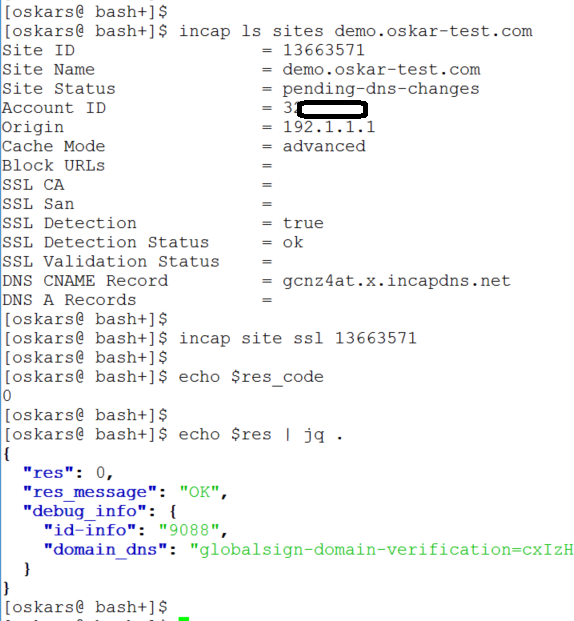 [oskars@ bash+]$
[oskars@ bash+]$ incap ls sites demo.oskar-test.com
Site ID = 13663571
Site Name = demo.oskar-test.com
Site Status = pending-dns-changes
Account ID = 32
Origin = 192.1.1.1
Cache Mode = advanced
Block URLs =
SSL CA =
SSL San =
SSL Detection = true
SSL Detection Status = ok
SSL Validation Status =
DNS CNAME Record = gcnz4at.x.incapdns.net
DNS A Records =
[oskars@ bash+]$
[oskars@ bash+]$ incap site ssl 13663571
[oskars@ bash+]$
[oskars@ bash+]$ echo $res_code
0
[oskars@ bash+]$
[oskars@ bash+]$ echo $res | jq .
{
"res": 0,
"res_message": "OK",
"debug_info": {
"id-info": "9088",
"domain_dns": "globalsign-domain-verification=cxIzH
}
}
[oskars@ bash+]$
[oskars@ bash+]$